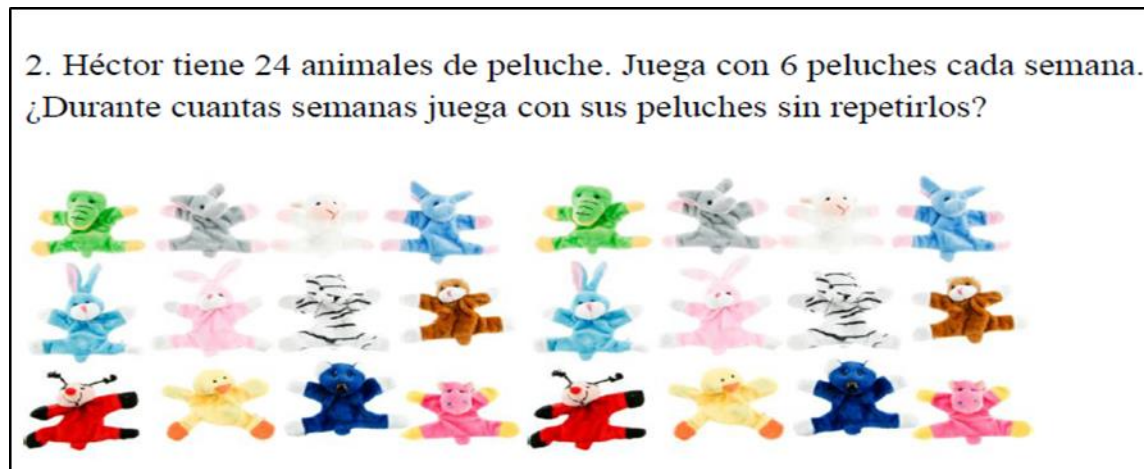 2. Héctor tiene 24 animales de peluche. Juega con 6 peluches cada semana.
¿Durante cuantas semanas juega con sus peluches sin repetirlos?